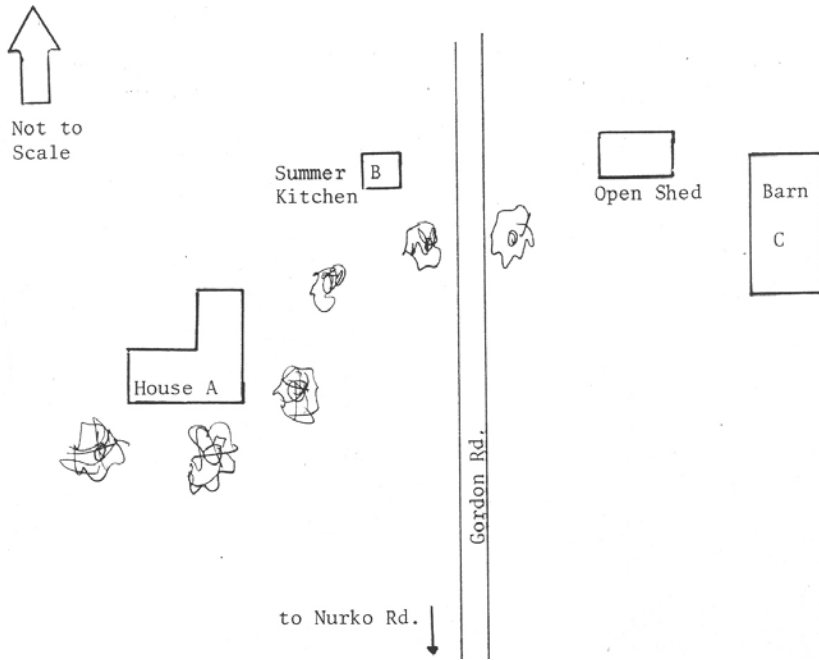 Not to
Scale
Summer
Kitchen
B
Open Shed
Barn
C
House A
Gordon Rd.
to Nurko Rd.